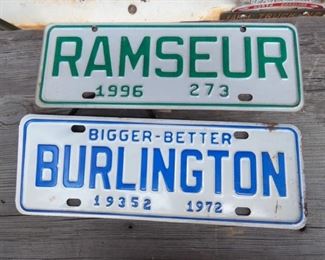 RAMSEUR
1996 273
BIGGER-BETTER
BURLINGTON
19352 1972